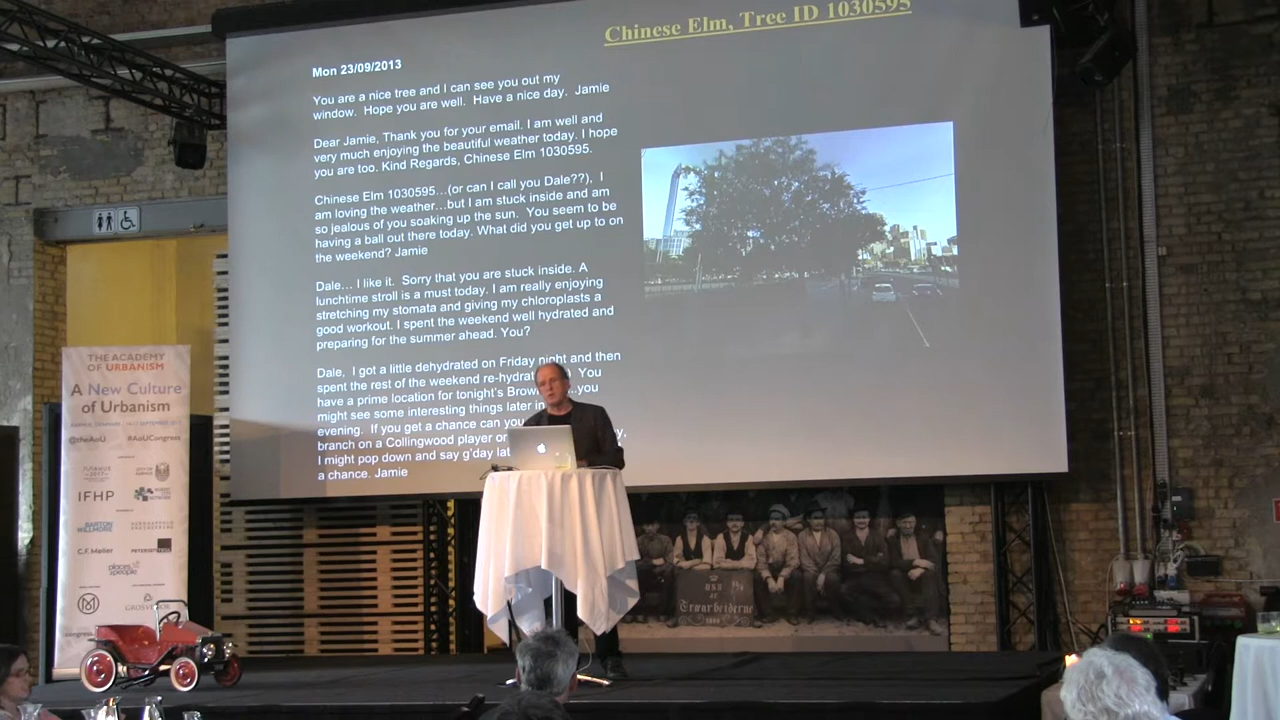 Chinese Elm, Tree ID 1030595
Mon 23/09/2013
You are a nice tree and I can see you out my
window. Hope you are well. Have a nice day. Jamie
Dear Jamie, Thank you for your email. I am well and
very much enjoying the beautiful weather today. I hope
you are too. Kind Regards, Chinese Elm 1030595.
Chinese Elm 1030595…(or can I call you Dale??), I
am loving the weather…but I am stuck inside and am
so jealous of you soaking up the sun. You seem to be
having a ball out there today. What did you get up to on
the weekend? Jamie
Dale… I like it. Sorry that you are stuck inside. A
lunchtime stroll is a must today. I am really enjoying
stretching my stomata and giving my chloroplasts a
good workout. I spent the weekend well hydrated and
preparing for the summer ahead. You?
Dale, I got a little dehydrated on Friday night and then
spent the rest of the weekend You
have a prime location for tonight's you
might see some interesting things later
evening. If you get a chance can you
branch on a Collingwood player or
I might pop down and say g'day
a chance. Jamie
THE ACADEMY
OF URBANISM
A New Culture
of Urbanism
@theAoU #AoUCongress
IFHP
BARTON
WILLMORE
C.F. Møller PETERSEN
places
people
GROSVENOR
Træarbeiderne